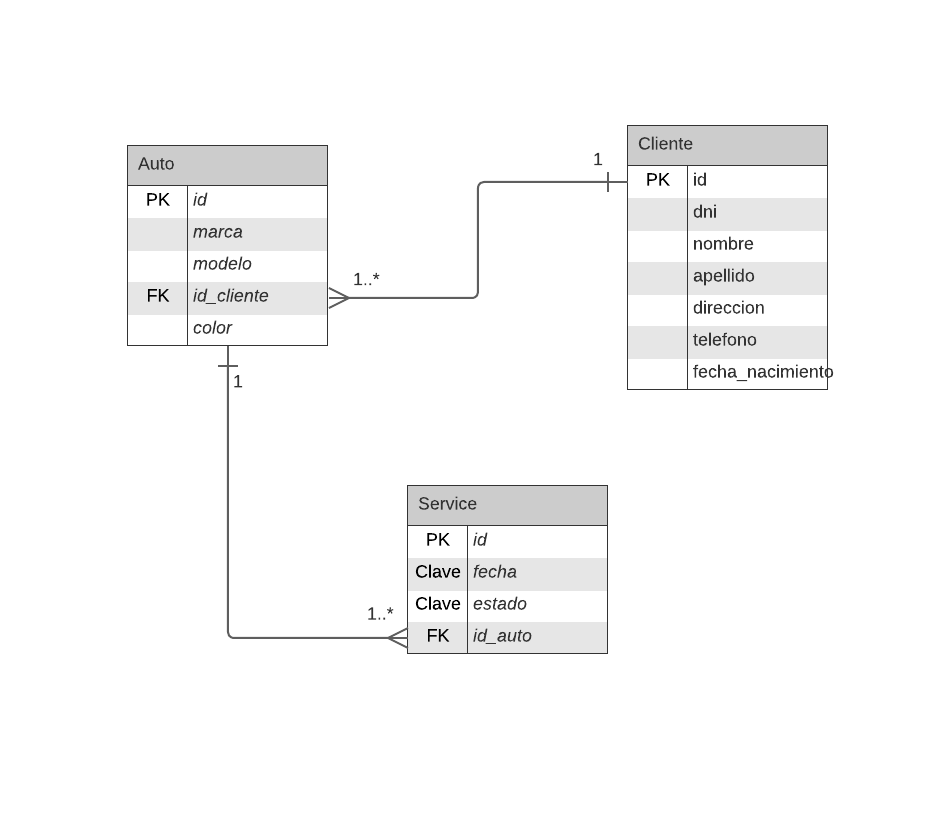 Auto
PK id
marca
modelo
FK id_cliente
color
1
1..*
1
Cliente
PK id
dni
nombre
apellido
direccion
telefono
fecha_nacimiento
1..*
Service
PK id
Clave fecha
Clave estado
FK id_auto